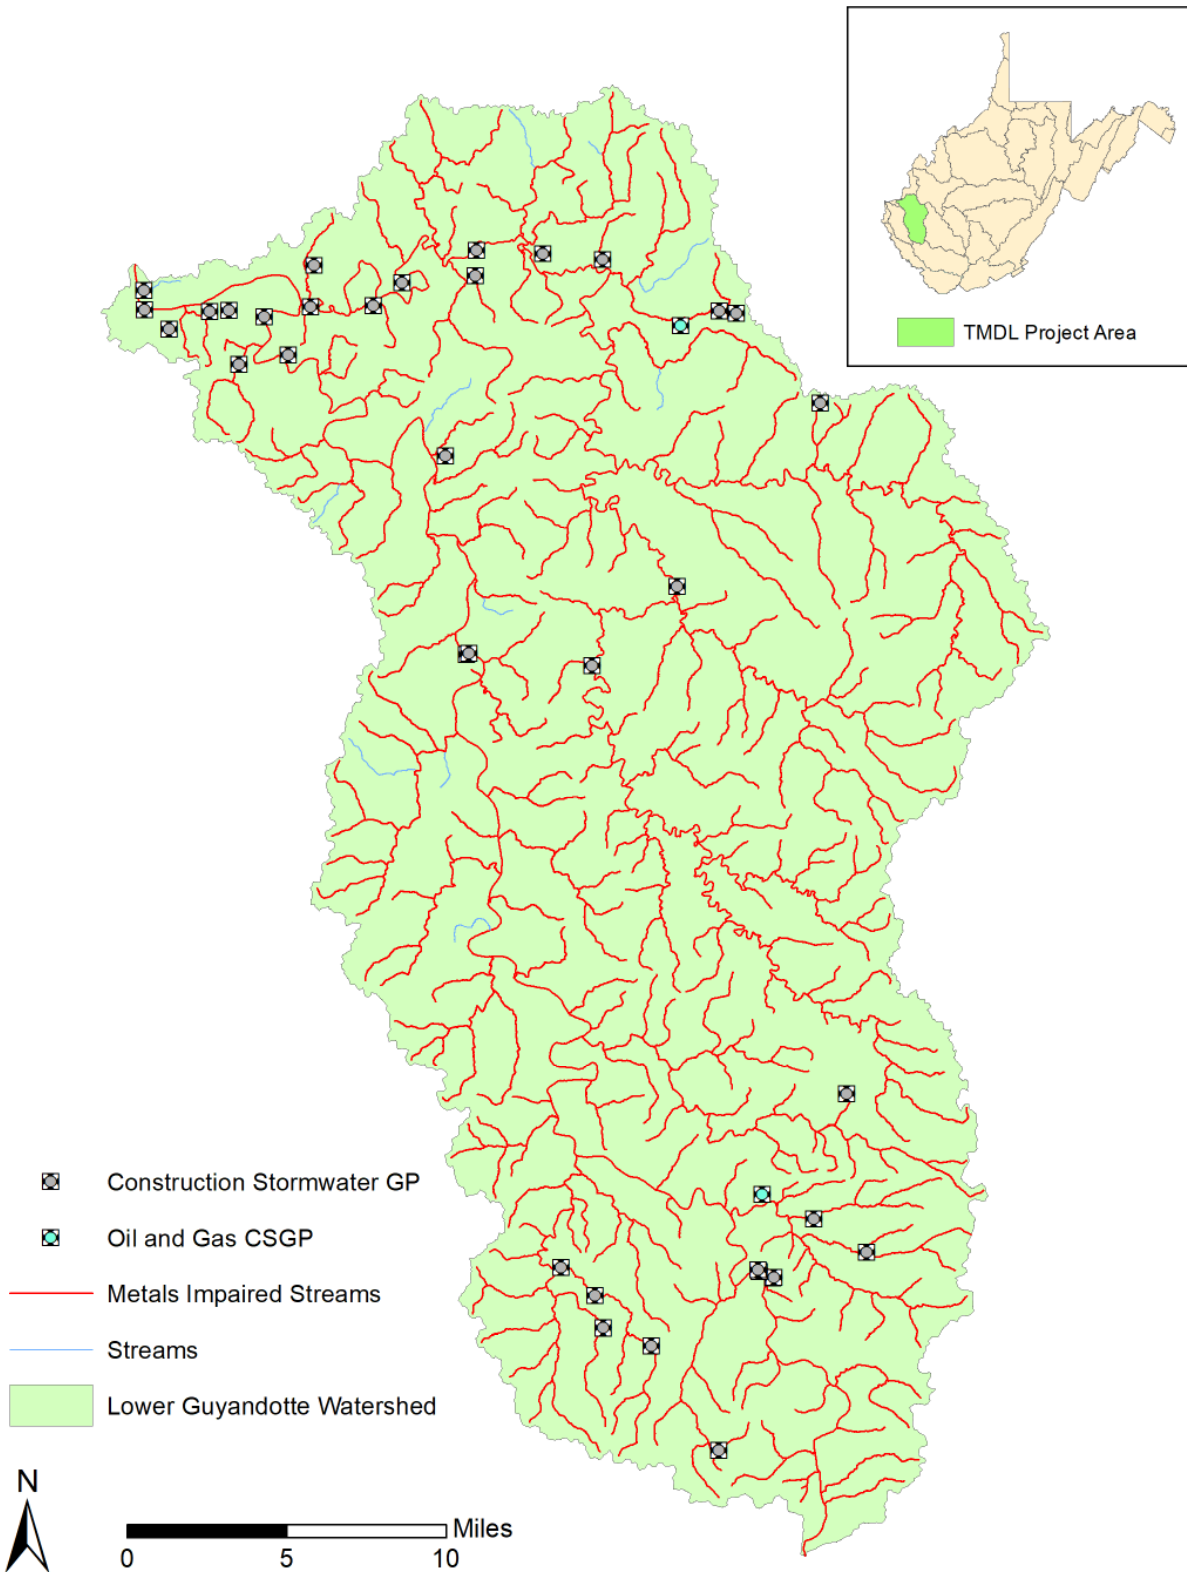 TMDL Project Area
Construction Stormwater GP
Oil and Gas CSGP
Metals Impaired Streams
Streams
Lower Guyandotte Watershed
N
Miles
0 5 10